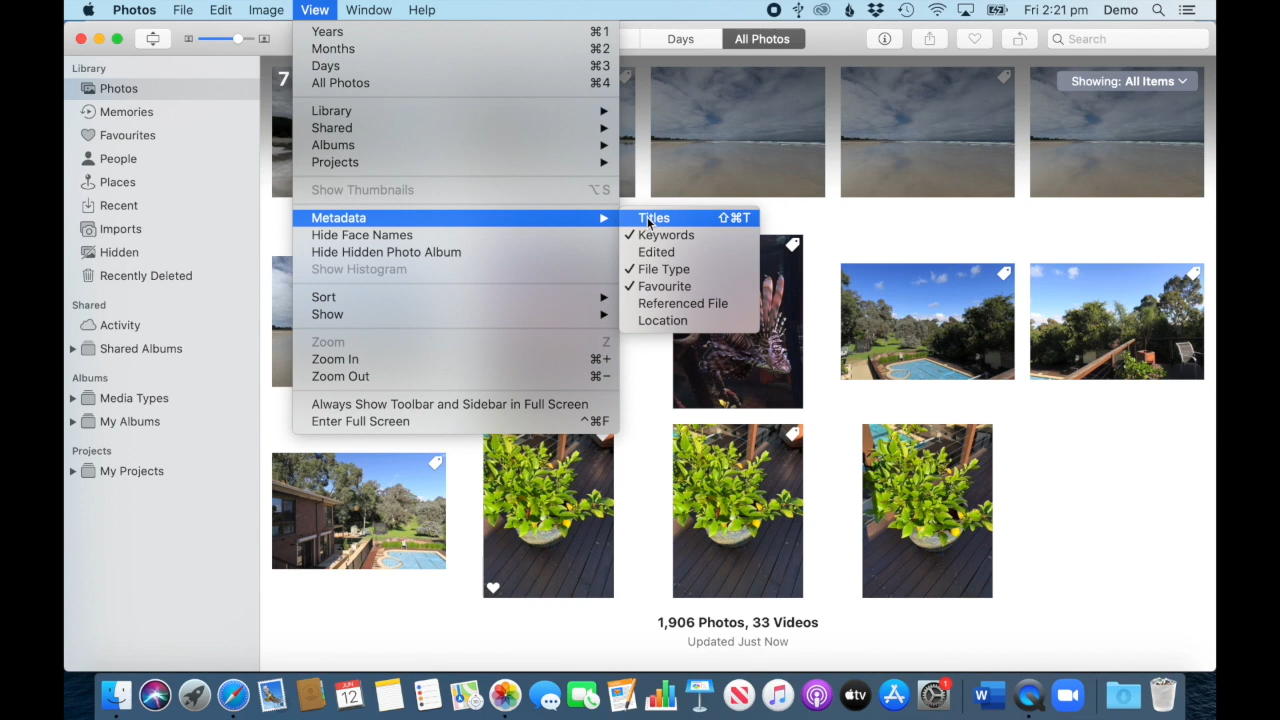 Photos File Edit Image View Window Help Fri 2:21 pm Demo
Days All Photos Search
Library
Photos
Memories
Favourites
People
Places
Recent
Imports
Hidden
Recently Deleted
Shared
Activity
Shared Albums
Albums
Media Types
My Albums
Projects
My Projects
7
Showing: All Items
Years ⌘1
Months ⌘2
Days ⌘3
All Photos ⌘4
Library
Shared
Albums
Projects
Show Thumbnails ⌥S
Metadata
Hide Face Names
Hide Hidden Photo Album
Show Histogram
Sort
Show
Zoom Z
Zoom In ⌘+
Zoom Out ⌘−
Always Show Toolbar and Sidebar in Full Screen
Enter Full Screen ^⌘F
Titles ⇧⌘T
✓ Keywords
Edited
✓ File Type
✓ Favourite
Referenced File
Location
1,906 Photos, 33 Videos
Updated Just Now
JUN
12
tv
1
W